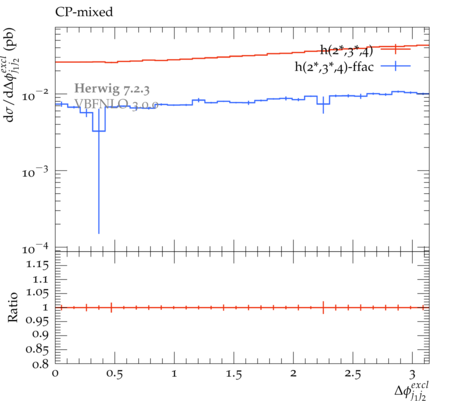 CP-mixed
dσ/dΔϕ_{j₁j₂}^{excl} (pb)
h(2*,3*,4)
h(2*,3*,4)-ffac
Herwig 7.2.3
VBFNLO 3.0.0
10⁻²
10⁻³
10⁻⁴
Ratio
1.15
1.1
1.05
1
0.95
0.9
0.85
0.8
0 0.5 1 1.5 2 2.5 3
Δϕ_{j₁j₂}^{excl}